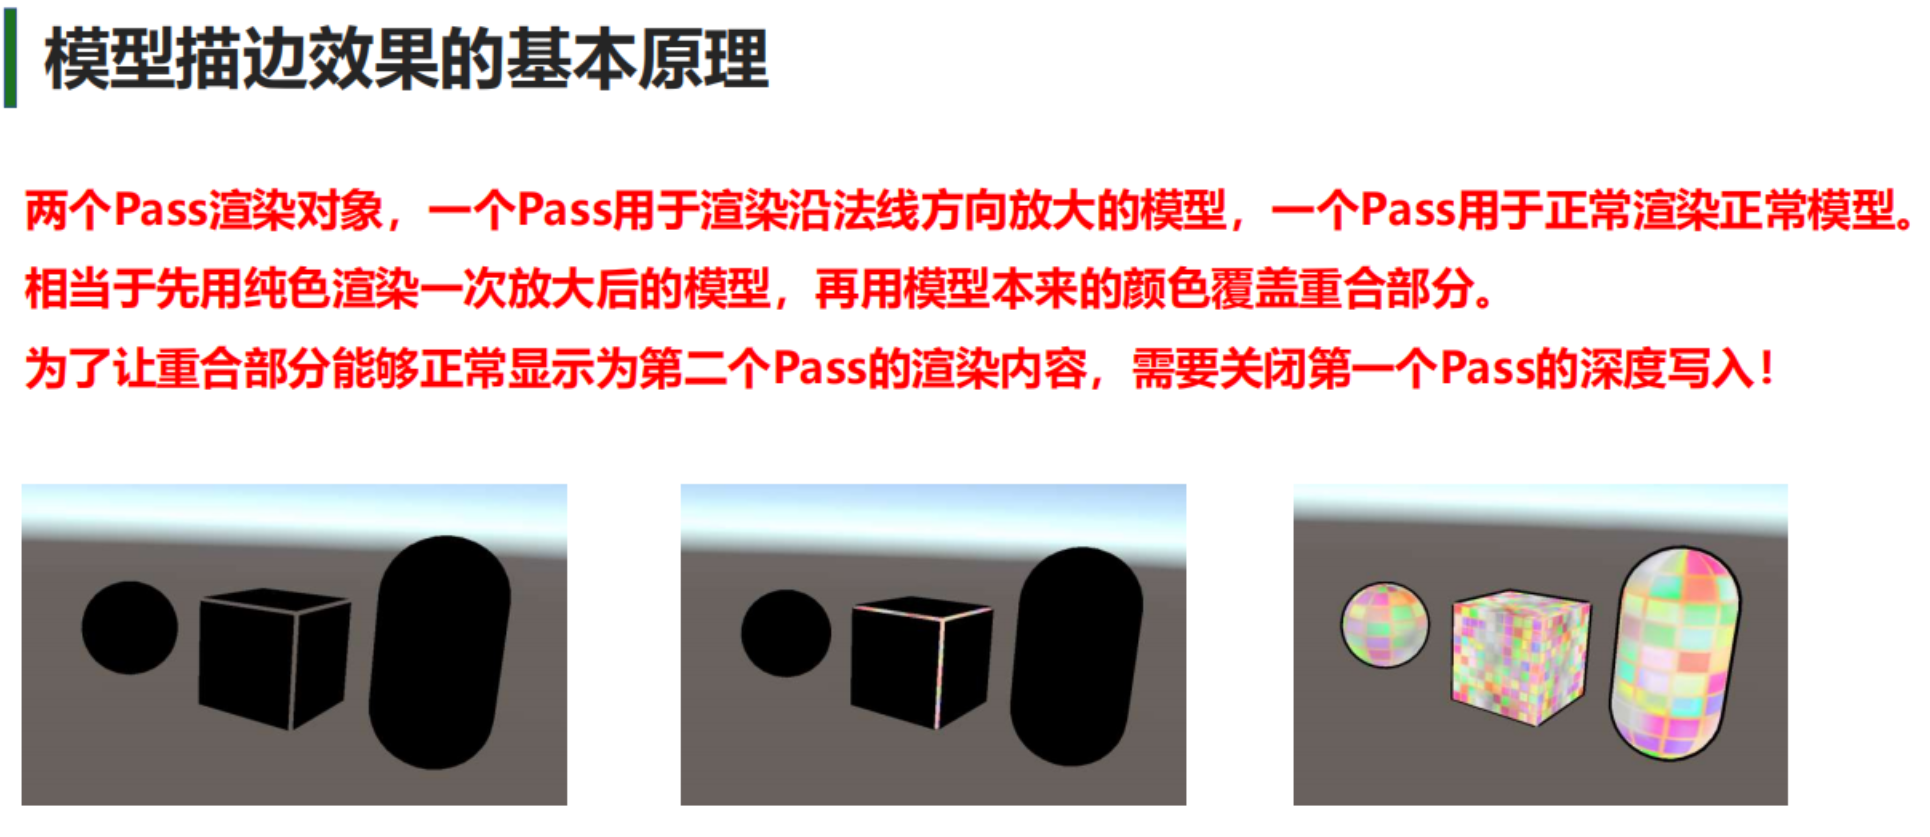 模型描边效果的基本原理
两个Pass渲染对象，一个Pass用于渲染沿法线方向放大的模型，一个Pass用于正常渲染正常模型。
相当于先用纯色渲染一次放大后的模型，再用模型本来的颜色覆盖重合部分。
为了让重合部分能够正常显示为第二个Pass的渲染内容，需要关闭第一个Pass的深度写入！